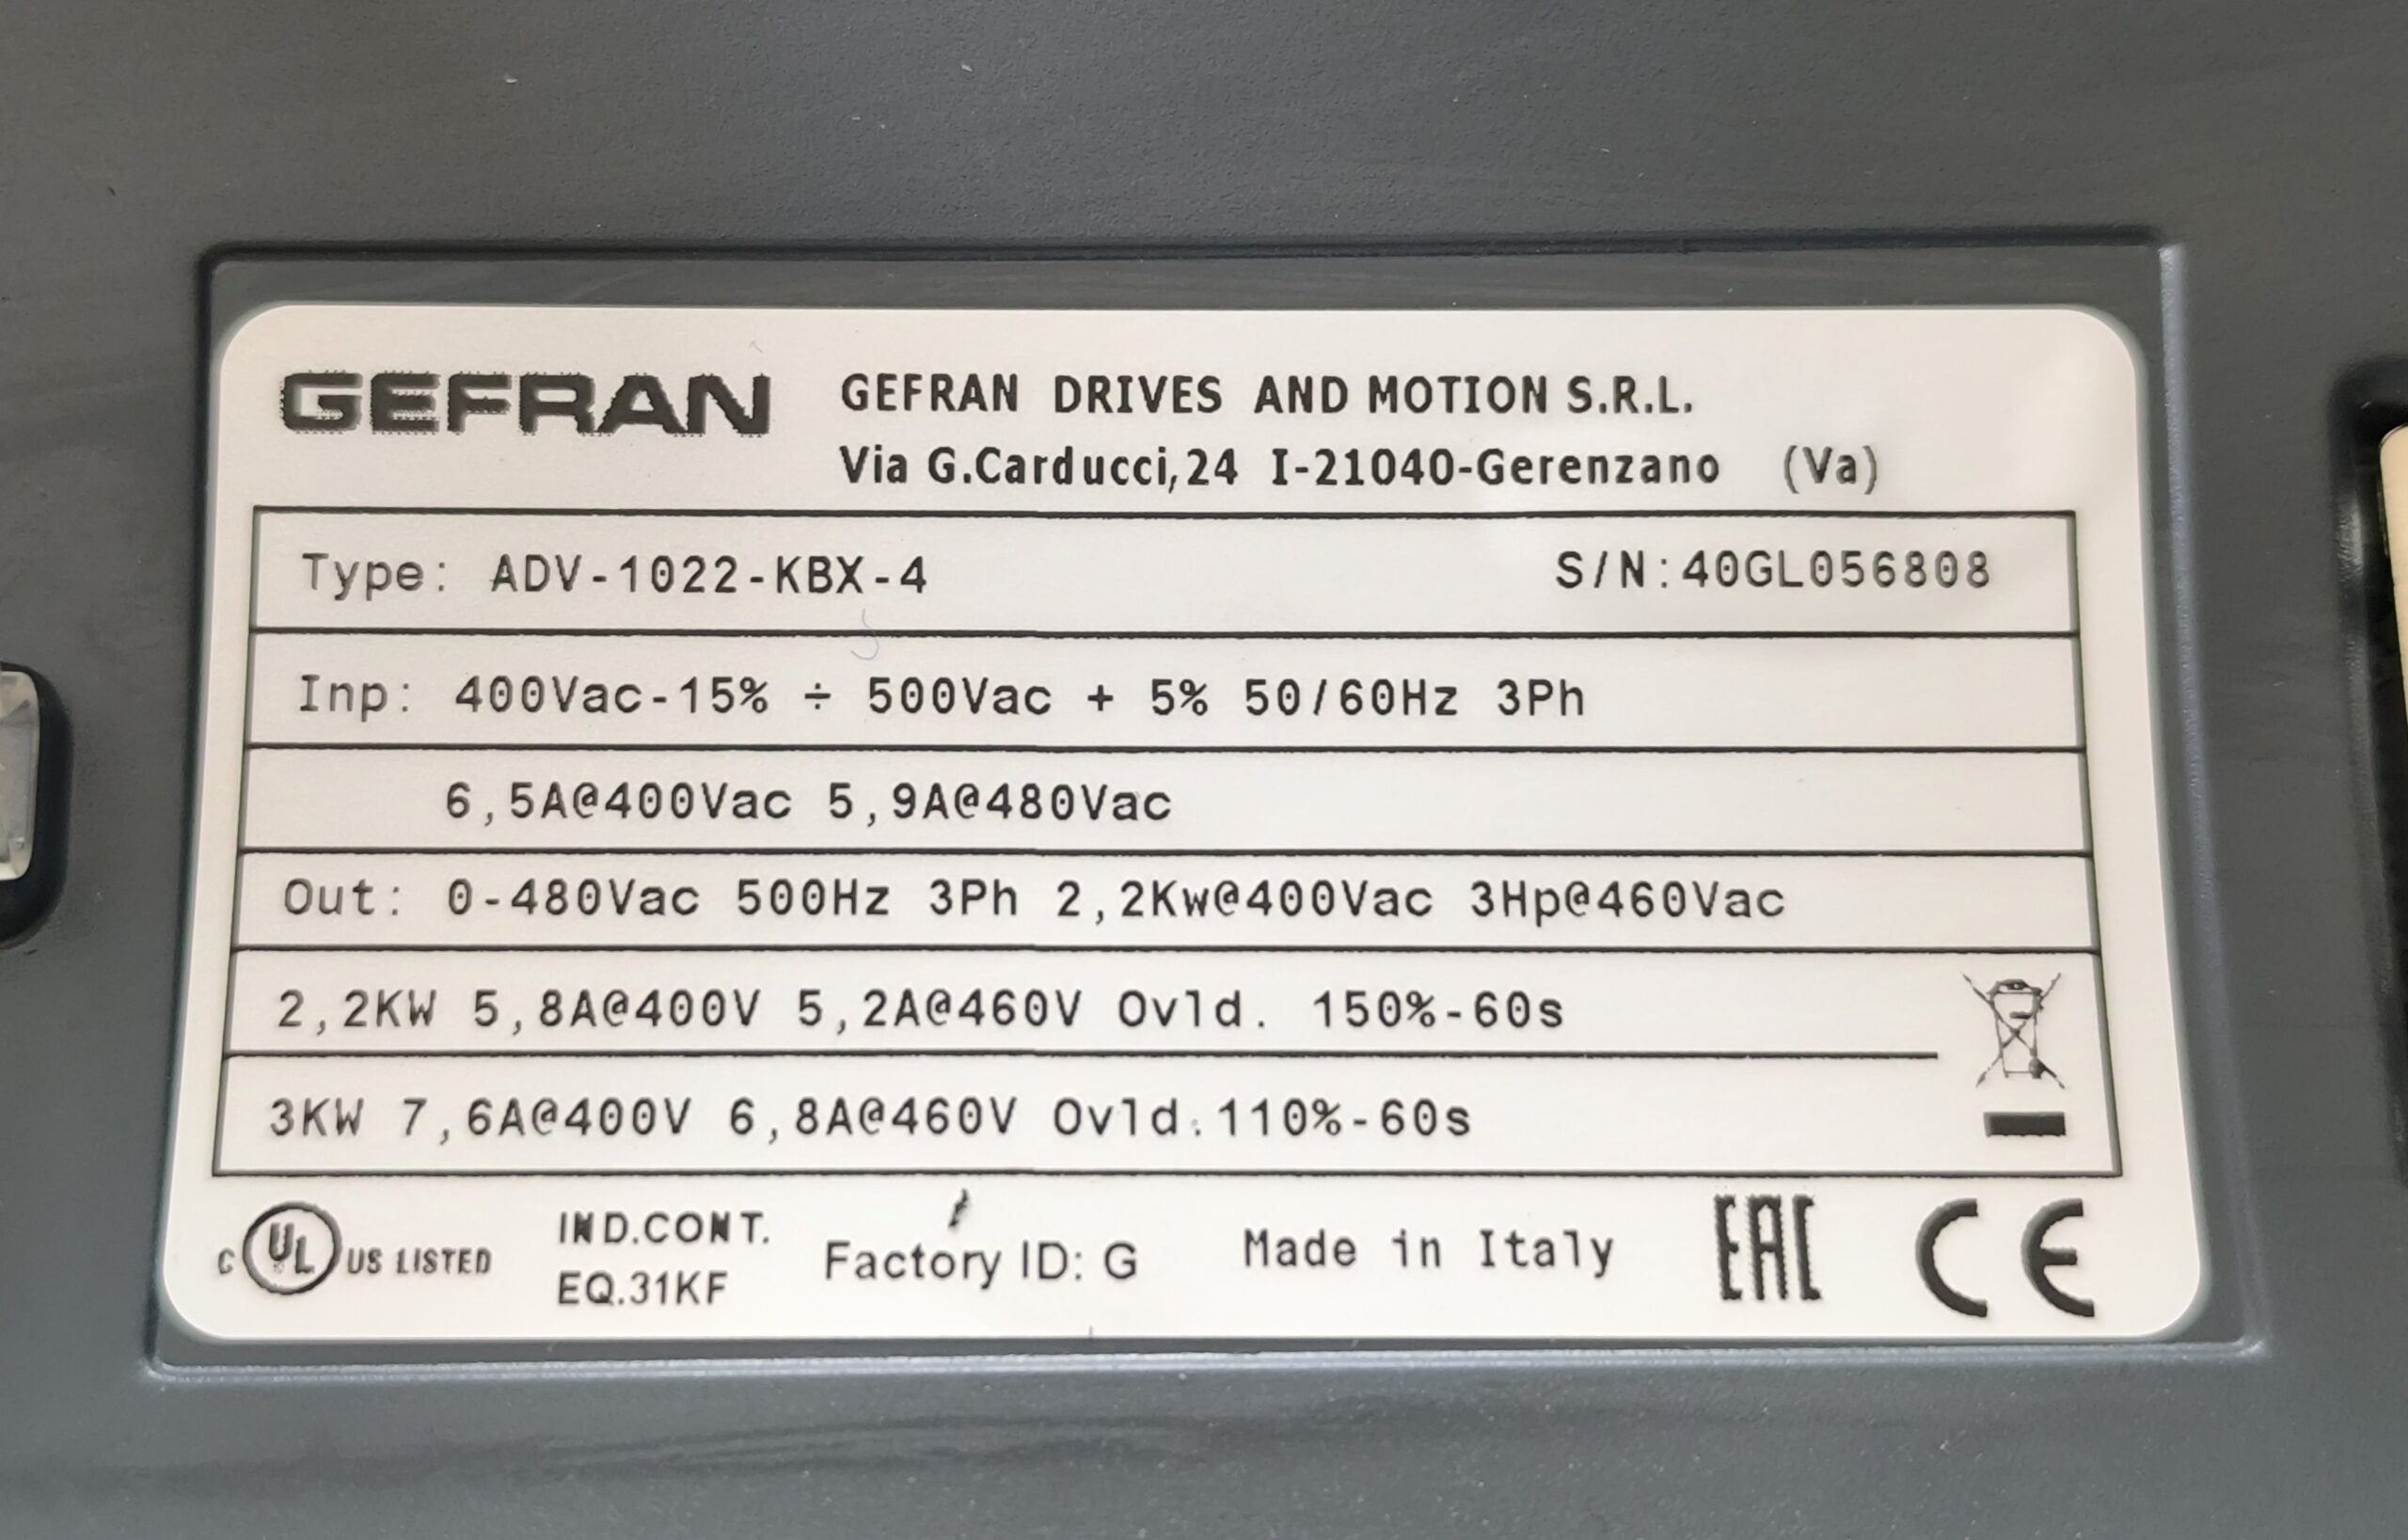 GEFRAN
GEFRAN DRIVES AND MOTION S.R.L.
Via G.Carducci,24 I-21040-Gerenzano (Va)
Type: ADV-1022-KBX-4 S/N:40GL056808
Inp: 400Vac-15% ÷ 500Vac + 5% 50/60Hz 3Ph
6,5A@400Vac 5,9A@480Vac
Out: 0-480Vac 500Hz 3Ph 2,2Kw@400Vac 3Hp@460Vac
2,2KW 5,8A@400V 5,2A@460V Ovld. 150%-60s
3KW 7,6A@400V 6,8A@460V Ovld.110%-60s
C UL US LISTED
IND.CONT.
EQ.31KF
Factory ID: G
Made in Italy
EAC
CE